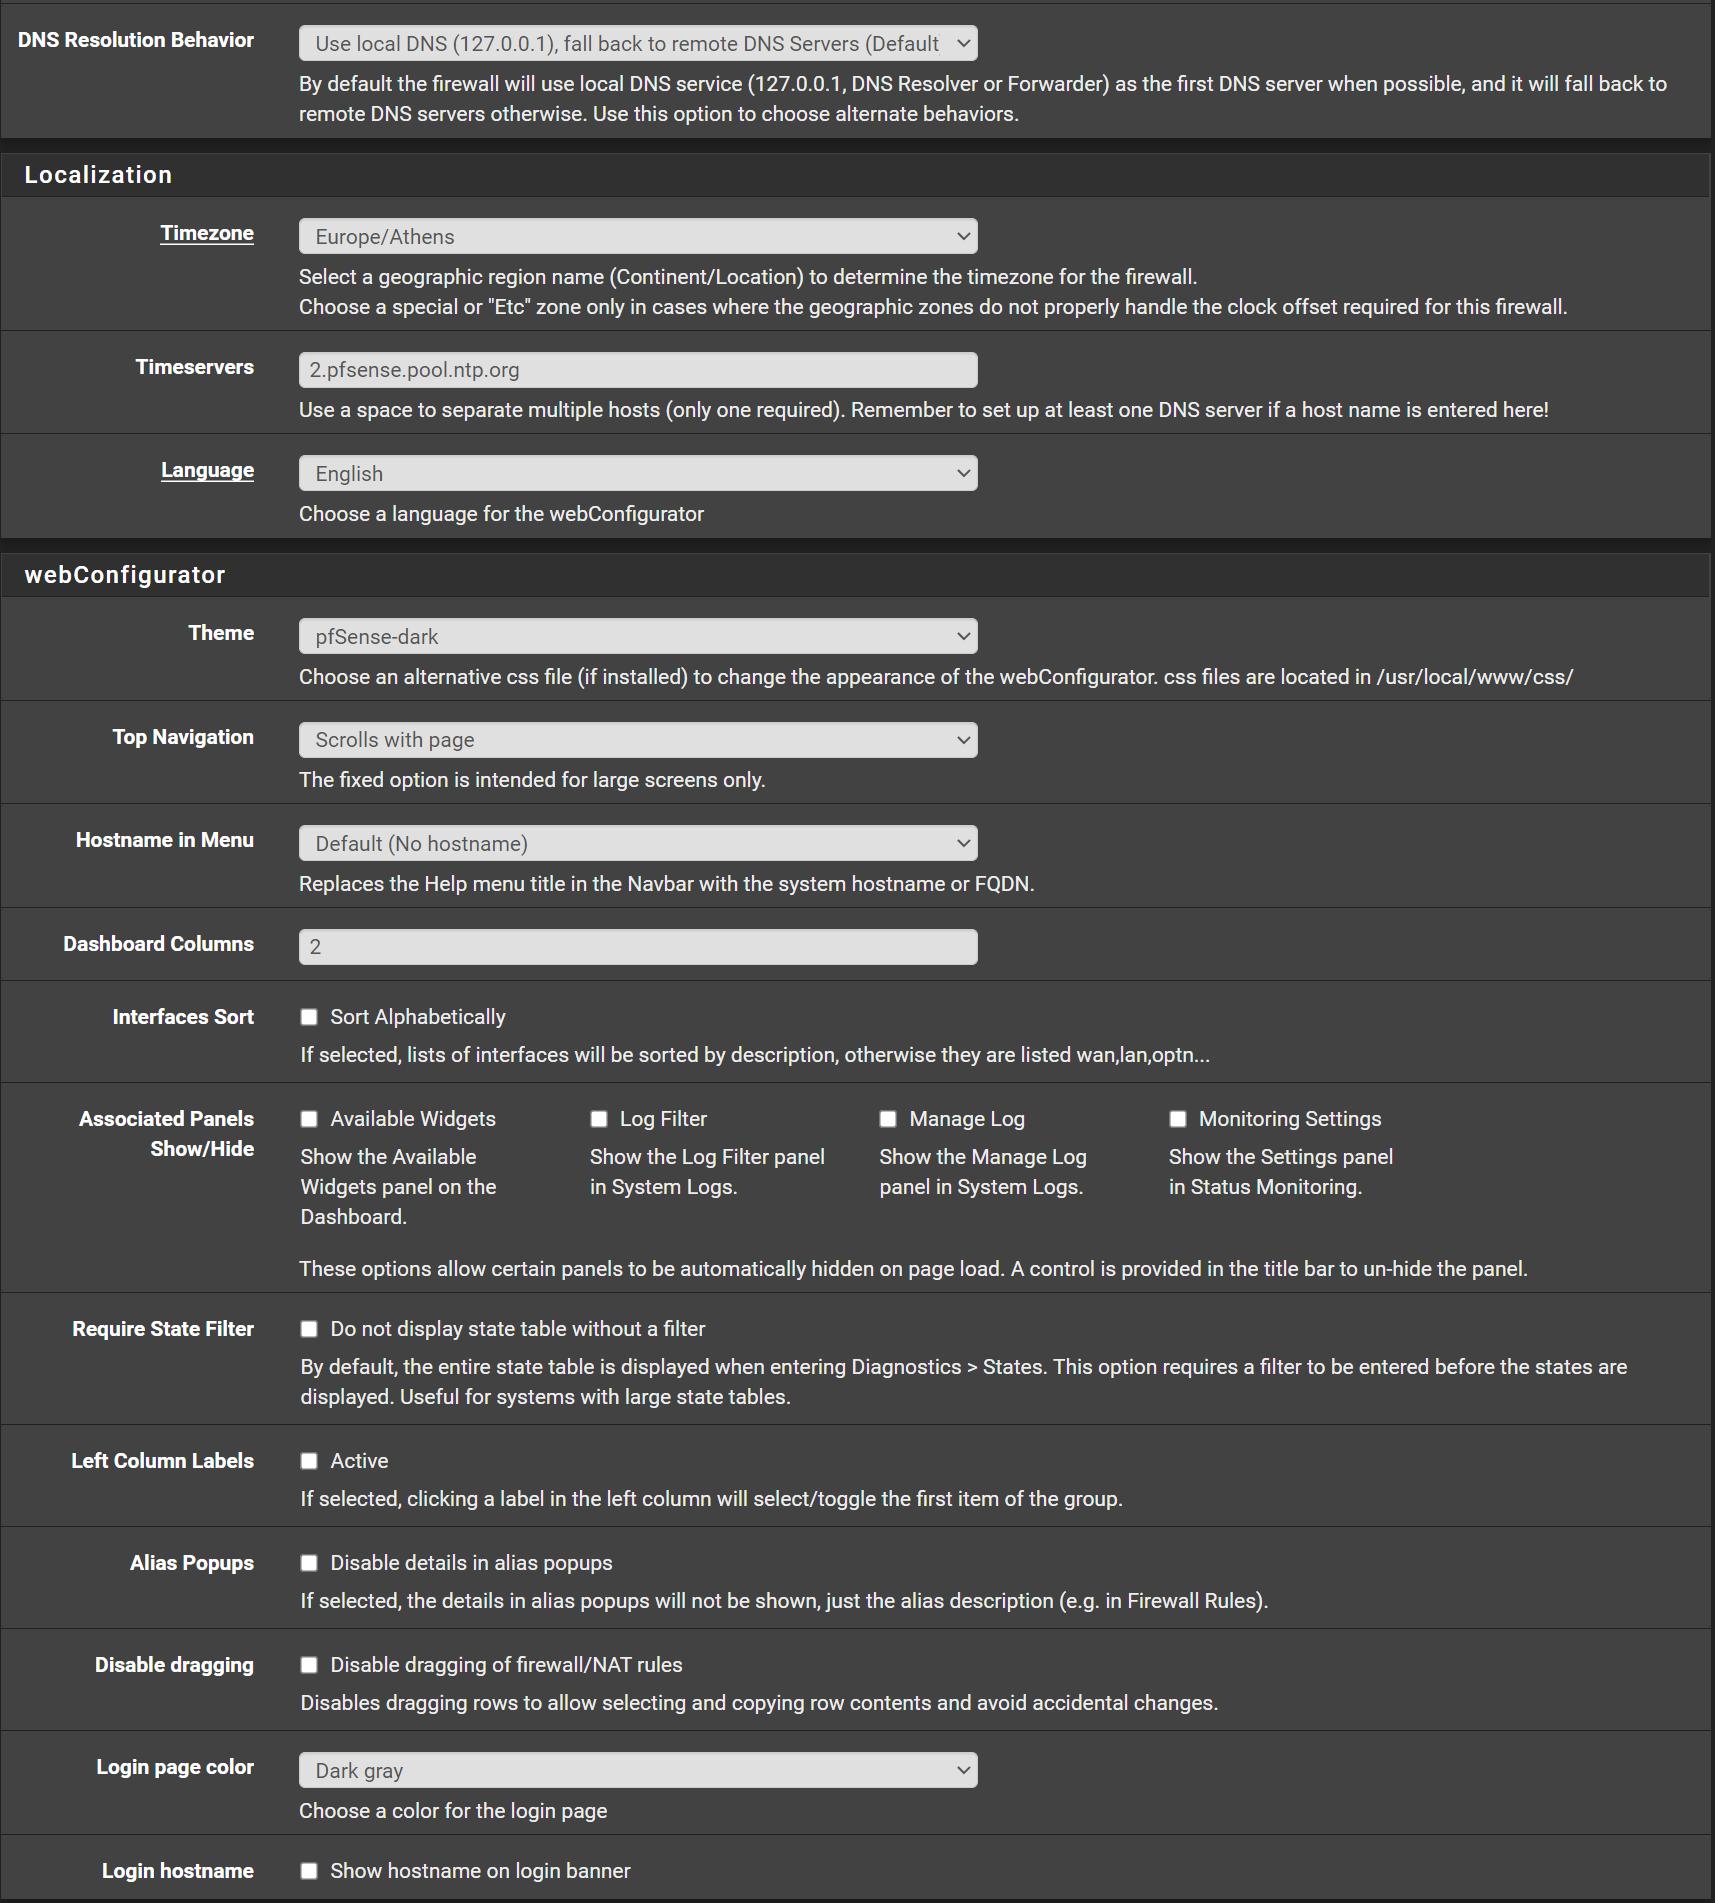 DNS Resolution Behavior
Use local DNS (127.0.0.1), fall back to remote DNS Servers (Default
By default the firewall will use local DNS service (127.0.0.1, DNS Resolver or Forwarder) as the first DNS server when possible, and it will fall back to
remote DNS servers otherwise. Use this option to choose alternate behaviors.
Localization
Timezone
Europe/Athens
Select a geographic region name (Continent/Location) to determine the timezone for the firewall.
Choose a special or "Etc" zone only in cases where the geographic zones do not properly handle the clock offset required for this firewall.
Timeservers
2.pfsense.pool.ntp.org
Use a space to separate multiple hosts (only one required). Remember to set up at least one DNS server if a host name is entered here!
Language
English
Choose a language for the webConfigurator
webConfigurator
Theme
pfSense-dark
Choose an alternative css file (if installed) to change the appearance of the webConfigurator. css files are located in /usr/local/www/css/
Top Navigation
Scrolls with page
The fixed option is intended for large screens only.
Hostname in Menu
Default (No hostname)
Replaces the Help menu title in the Navbar with the system hostname or FQDN.
Dashboard Columns
2
Interfaces Sort
Sort Alphabetically
If selected, lists of interfaces will be sorted by description, otherwise they are listed wan,lan,optn...
Associated Panels
Show/Hide
Available Widgets
Show the Available
Widgets panel on the
Dashboard.
Log Filter
Show the Log Filter panel
in System Logs.
Manage Log
Show the Manage Log
panel in System Logs.
Monitoring Settings
Show the Settings panel
in Status Monitoring.
These options allow certain panels to be automatically hidden on page load. A control is provided in the title bar to un-hide the panel.
Require State Filter
Do not display state table without a filter
By default, the entire state table is displayed when entering Diagnostics > States. This option requires a filter to be entered before the states are
displayed. Useful for systems with large state tables.
Left Column Labels
Active
If selected, clicking a label in the left column will select/toggle the first item of the group.
Alias Popups
Disable details in alias popups
If selected, the details in alias popups will not be shown, just the alias description (e.g. in Firewall Rules).
Disable dragging
Disable dragging of firewall/NAT rules
Disables dragging rows to allow selecting and copying row contents and avoid accidental changes.
Login page color
Dark gray
Choose a color for the login page
Login hostname
Show hostname on login banner